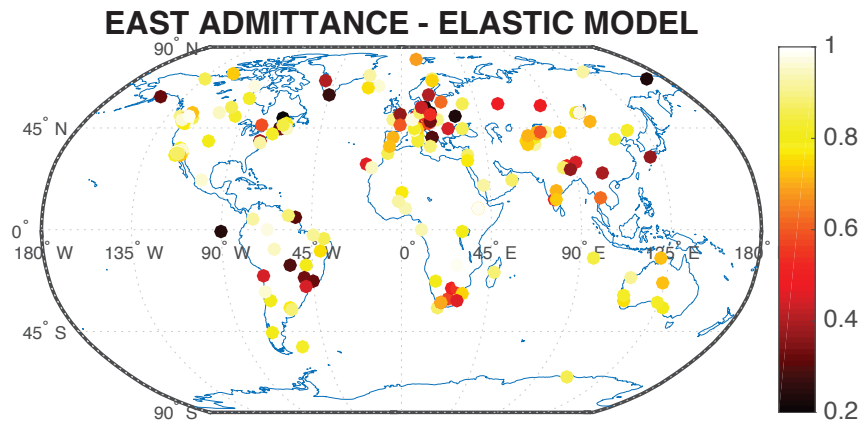 EAST ADMITTANCE - ELASTIC MODEL
90° N
45° N
0°
180° W 135° W 90° W 45° W 0° 45° E 90° E 135° E 180°
45° S
90° S
1
0.8
0.6
0.4
0.2